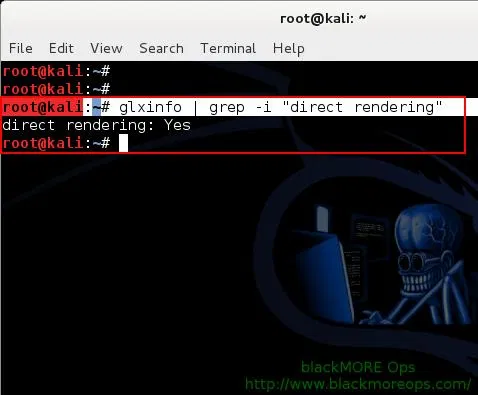 root@kali: ~
File Edit View Search Terminal Help
root@kali:~#
root@kali:~#
root@kali:~# glxinfo | grep -i "direct rendering"
direct rendering: Yes
root@kali:~#
blackMORE Ops
http://www.blackmoreops.com/